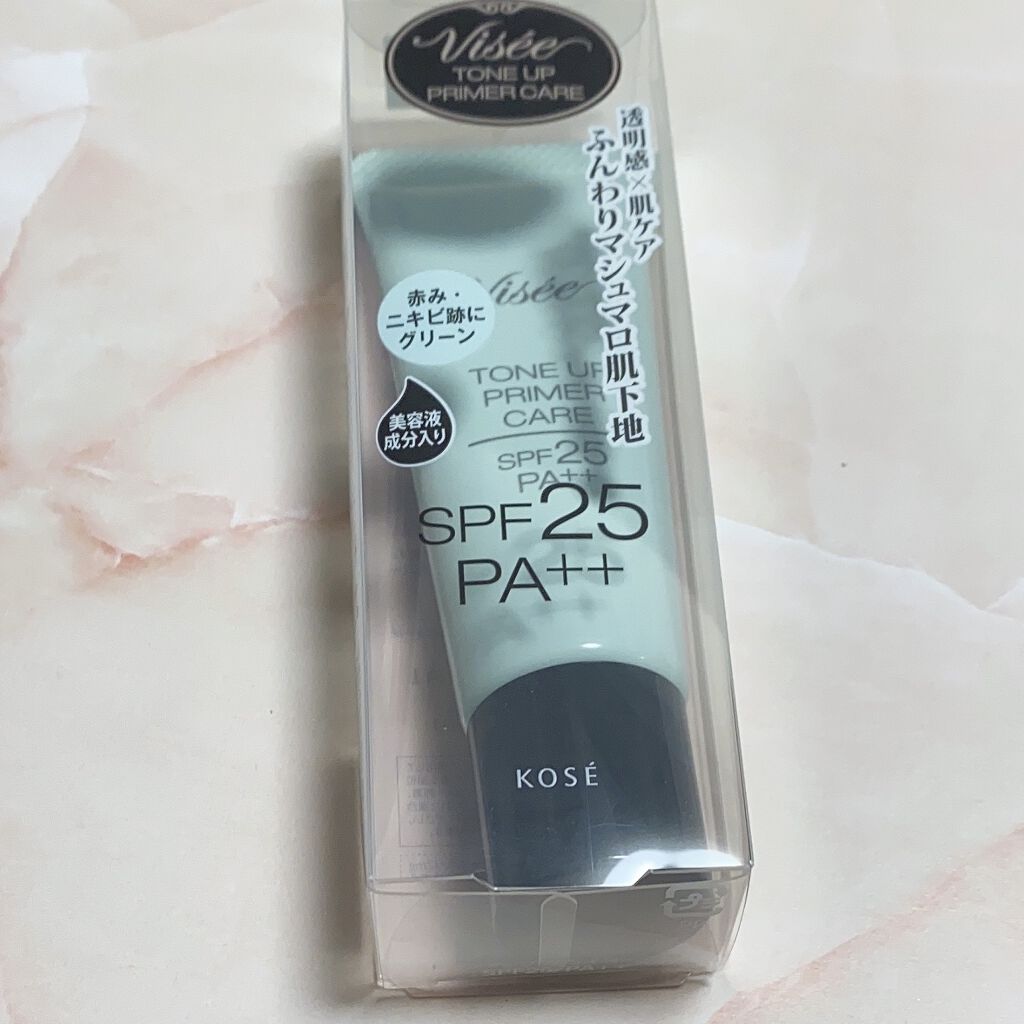 Visée
TONE UP
PRIMER CARE
透明感×肌ケア
ふんわりマシュマロ肌下地
Visée
赤み・
ニキビ跡に
グリーン
TONE UP
PRIMER
CARE
美容液
成分入り
SPF25
PA++
SPF25
PA++
KOSÉ